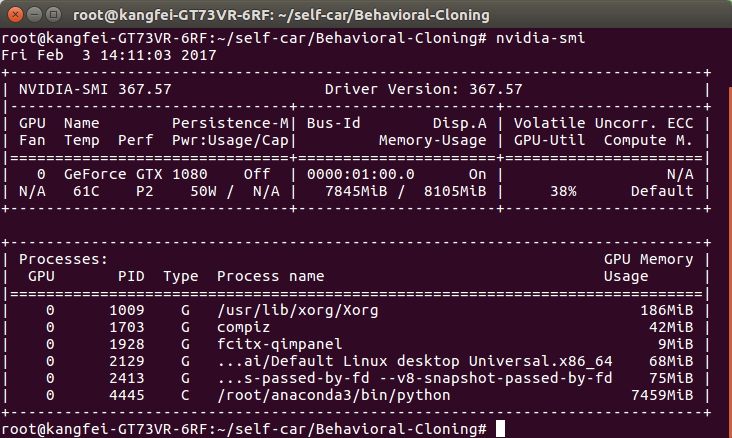 root@kangfei-GT73VR-6RF: ~/self-car/Behavioral-Cloning
root@kangfei-GT73VR-6RF:~/self-car/Behavioral-Cloning# nvidia-smi
Fri Feb  3 14:11:03 2017
+-----------------------------------------------------------------------------+
| NVIDIA-SMI 367.57                 Driver Version: 367.57                    |
|-------------------------------+----------------------+----------------------+
| GPU  Name        Persistence-M| Bus-Id        Disp.A | Volatile Uncorr. ECC |
| Fan  Temp  Perf  Pwr:Usage/Cap|         Memory-Usage | GPU-Util  Compute M. |
|===============================+======================+======================|
|   0  GeForce GTX 1080    Off  | 0000:01:00.0      On |                  N/A |
| N/A   61C    P2    50W /  N/A |   7845MiB /  8105MiB |     38%      Default |
+-------------------------------+----------------------+----------------------+
+-----------------------------------------------------------------------------+
| Processes:                                                       GPU Memory |
|  GPU       PID  Type  Process name                               Usage      |
|=============================================================================|
|    0      1009    G   /usr/lib/xorg/Xorg                             186MiB |
|    0      1703    G   compiz                                          42MiB |
|    0      1928    G   fcitx-qimpanel                                   9MiB |
|    0      2129    G   ...ai/Default Linux desktop Universal.x86_64    68MiB |
|    0      2413    G   ...s-passed-by-fd --v8-snapshot-passed-by-fd    75MiB |
|    0      4445    C   /root/anaconda3/bin/python                    7459MiB |
+-----------------------------------------------------------------------------+
root@kangfei-GT73VR-6RF:~/self-car/Behavioral-Cloning#